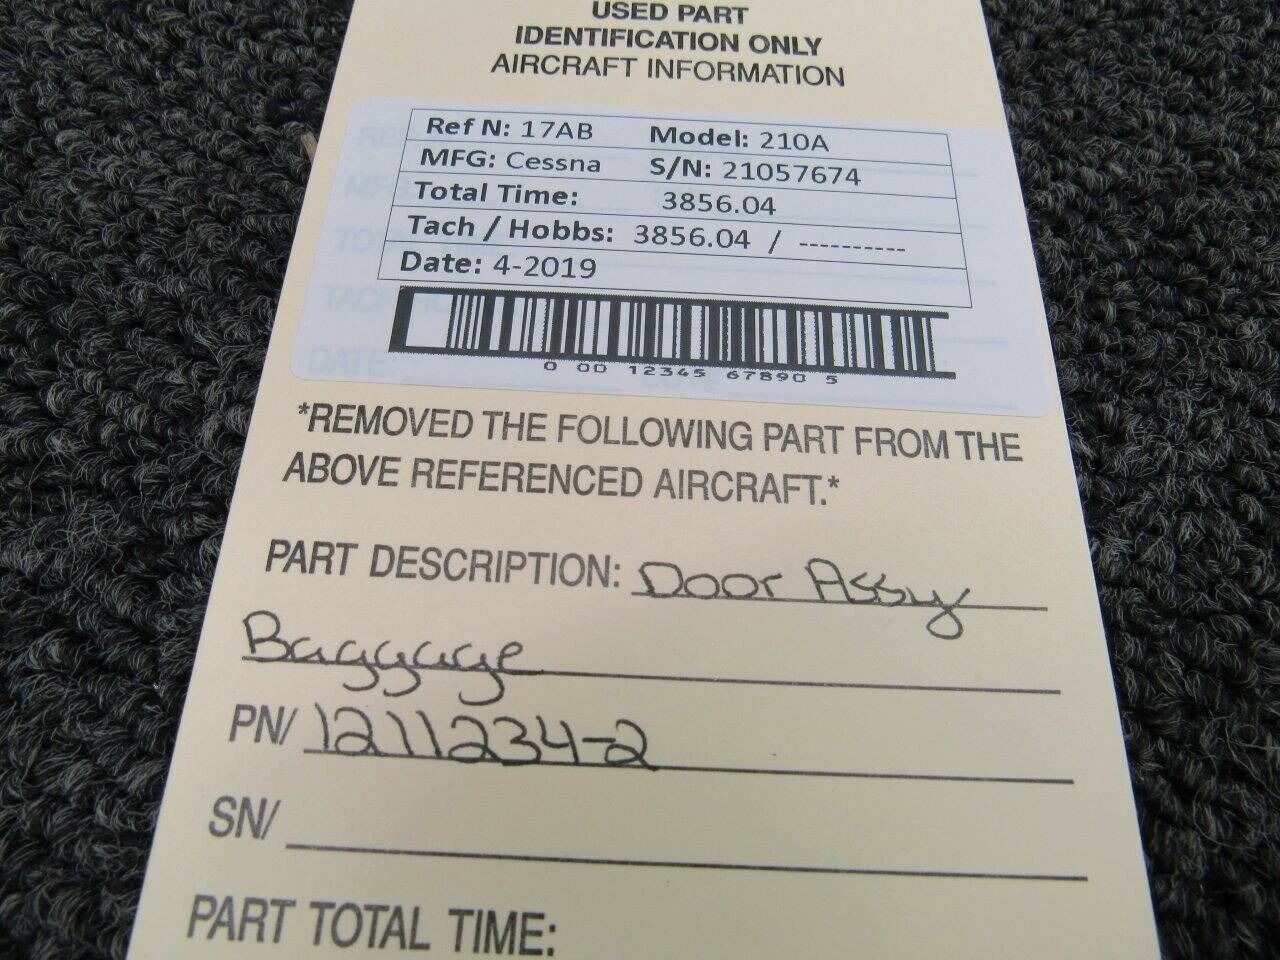 USED PART
IDENTIFICATION ONLY
AIRCRAFT INFORMATION
Ref N: 17AB Model: 210A
MFG: Cessna S/N: 21057674
Total Time: 3856.04
Tach / Hobbs: 3856.04 / ----------
Date: 4-2019
0 00 12345 67890 5
*REMOVED THE FOLLOWING PART FROM THE
ABOVE REFERENCED AIRCRAFT.*
PART DESCRIPTION: Door Assy
Baggage
PN/ 1211234-2
SN/
PART TOTAL TIME: